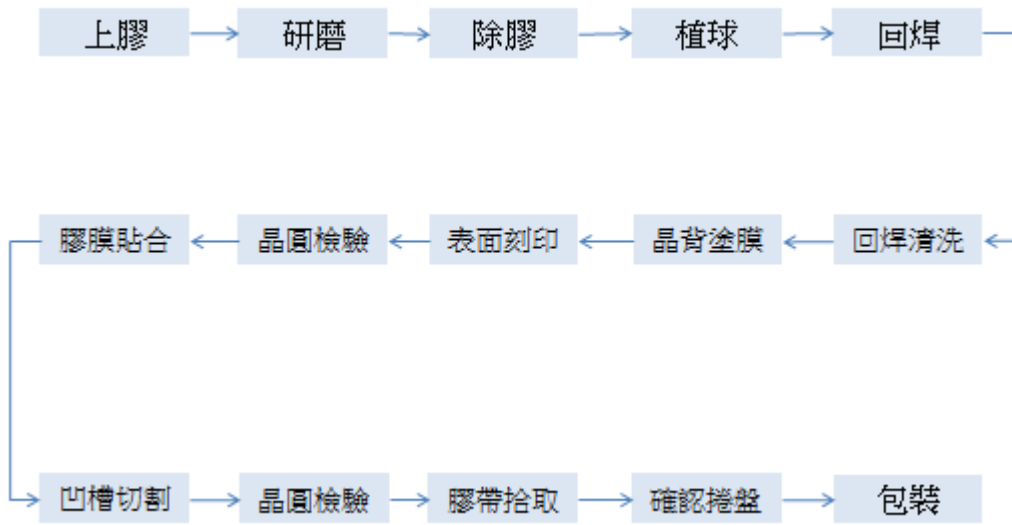 上膠
研磨
除膠
植球
回焊
回焊清洗
晶背塗膜
表面刻印
晶圓檢驗
膠膜貼合
凹槽切割
晶圓檢驗
膠帶拾取
確認捲盤
包裝